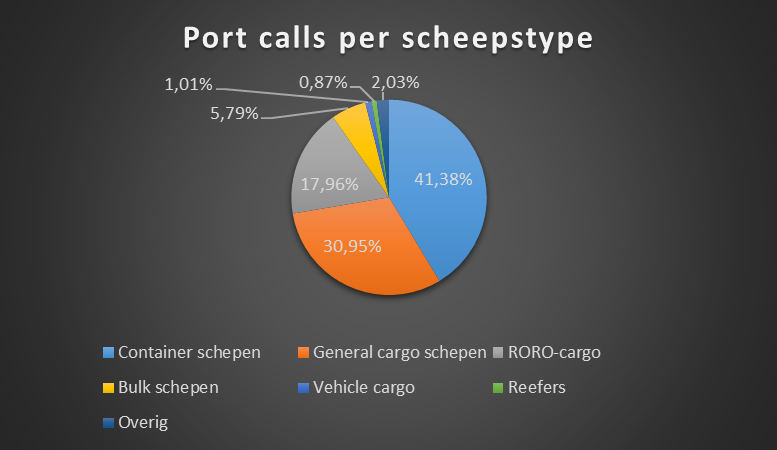 Port calls per scheepstype
1,01%
0,87%
2,03%
5,79%
17,96%
41,38%
30,95%
Container schepen
General cargo schepen
RORO-cargo
Bulk schepen
Vehicle cargo
Reefers
Overig